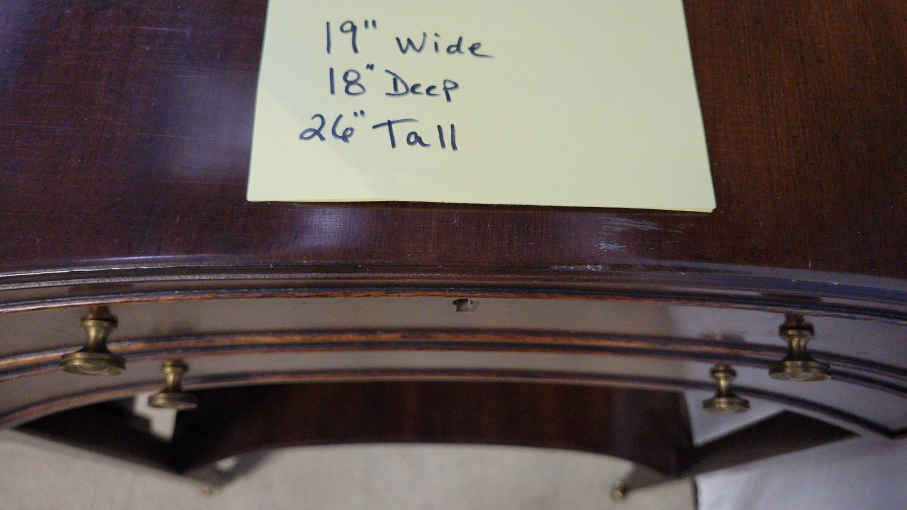 19" Wide
18" Deep
26" Tall